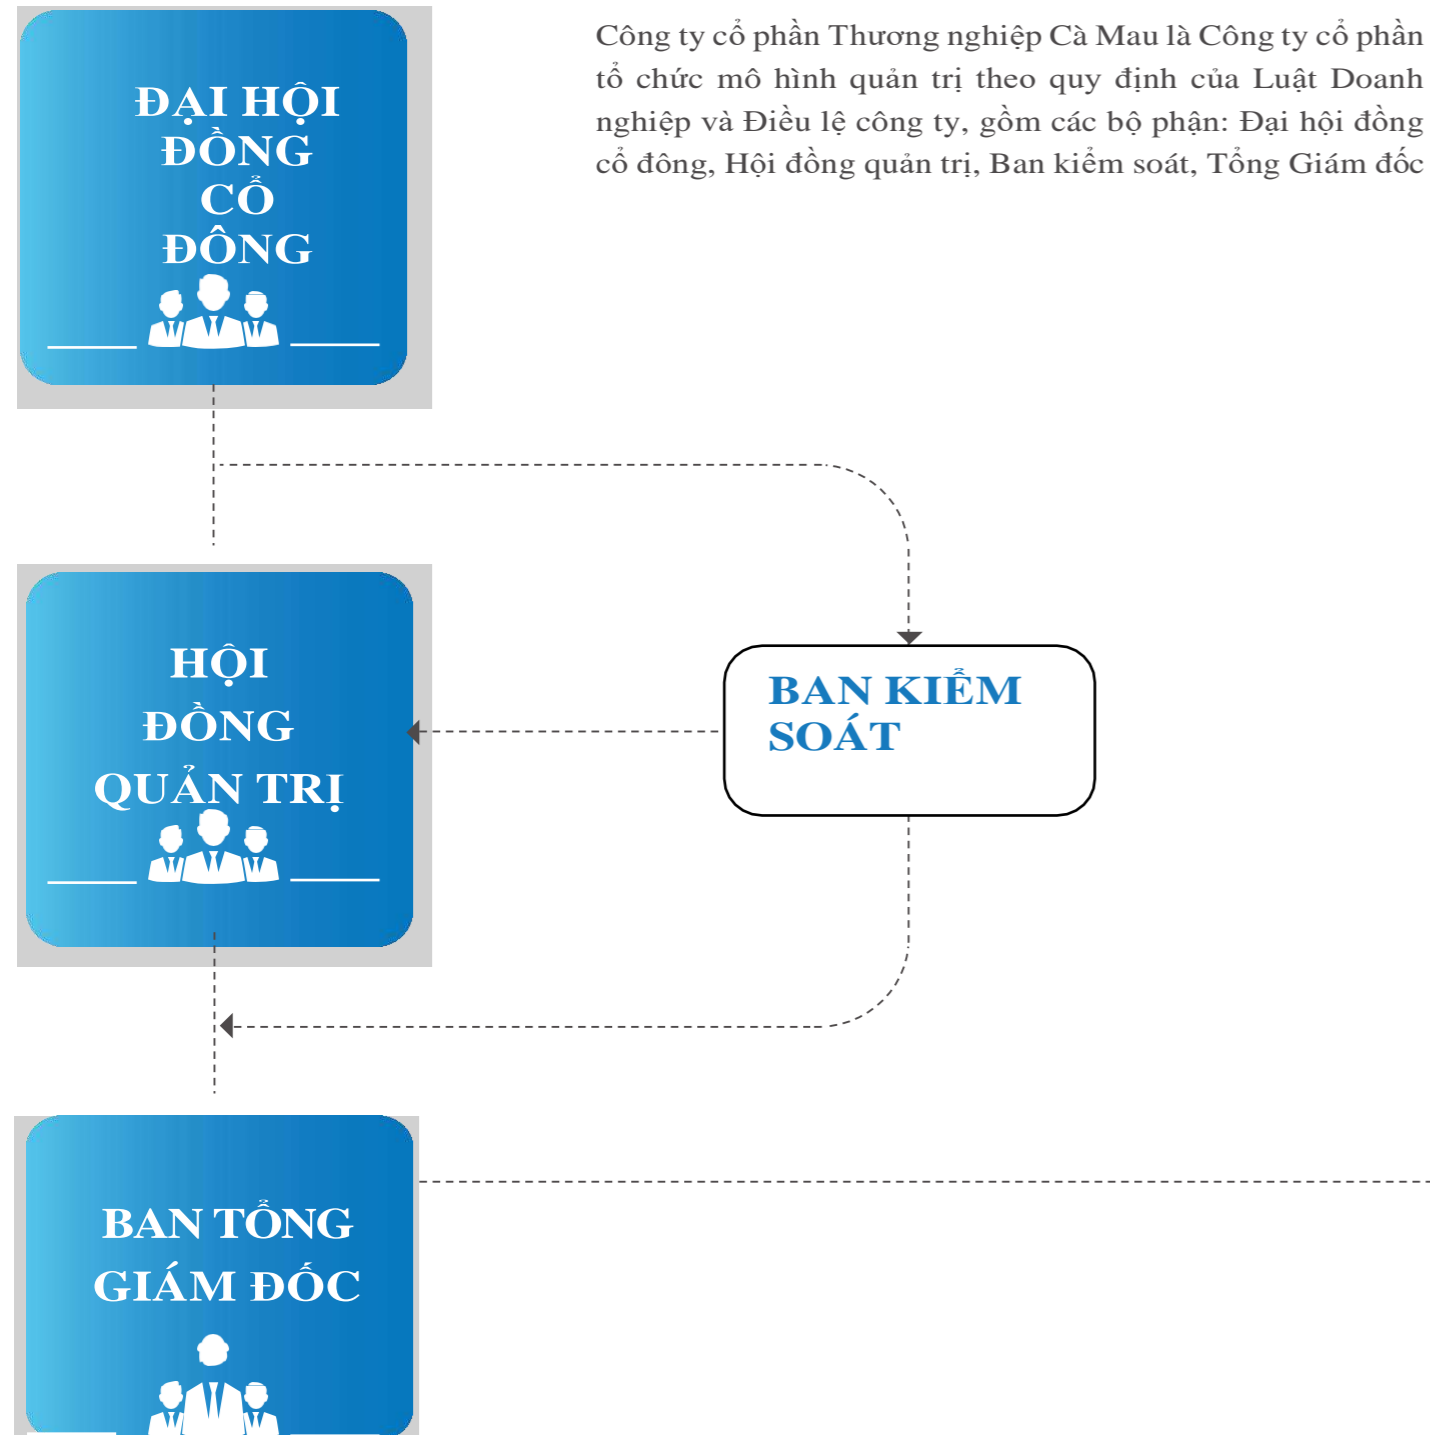 Công ty cổ phần Thương nghiệp Cà Mau là Công ty cổ phần
tổ chức mô hình quản trị theo quy định của Luật Doanh
nghiệp và Điều lệ công ty, gồm các bộ phận: Đại hội đồng
cổ đông, Hội đồng quản trị, Ban kiểm soát, Tổng Giám đốc
ĐẠI HỘI
ĐỒNG
CỔ
ĐÔNG
HỘI
ĐỒNG
QUẢN TRỊ
BAN KIỂM
SOÁT
BAN TỔNG
GIÁM ĐỐC